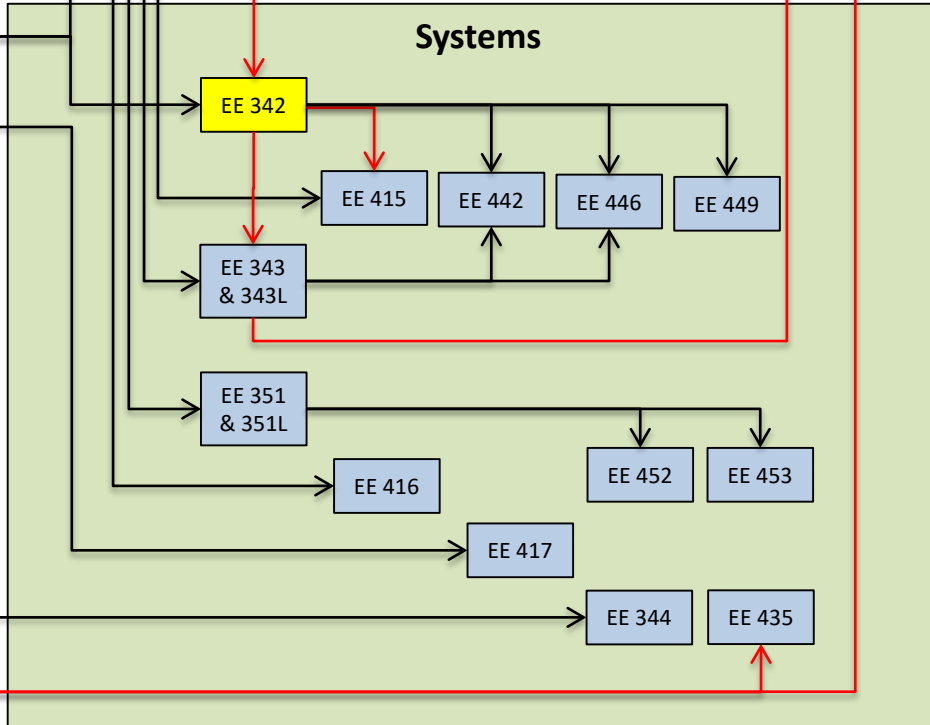 Systems
EE 342
EE 415
EE 442
EE 446
EE 449
EE 343
& 343L
EE 351
& 351L
EE 452
EE 453
EE 416
EE 417
EE 344
EE 435